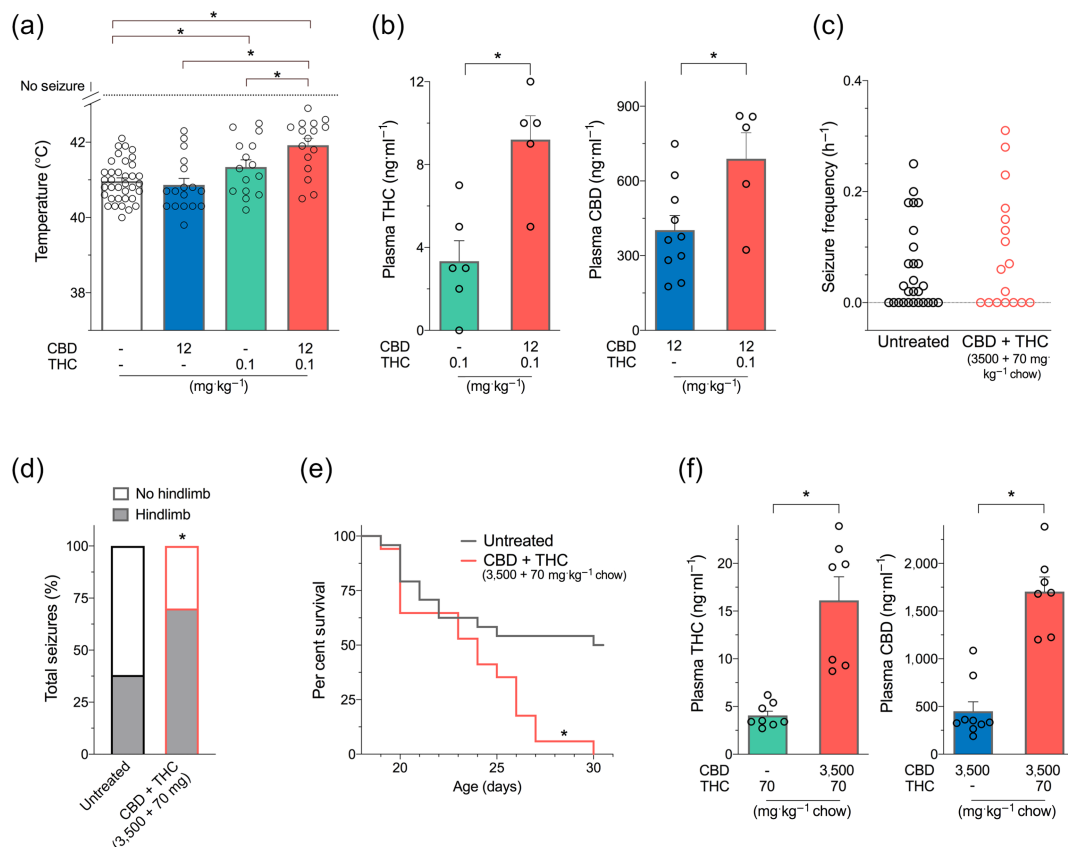 (a)
*
*
*
*
No seizure
Temperature (°C)
42
40
38
CBD - 12 - 12
THC - - 0.1 0.1
(mg·kg⁻¹)
(b)
*
Plasma THC (ng·ml⁻¹)
12
8
4
0
CBD - 12
THC 0.1 0.1
(mg·kg⁻¹)
*
Plasma CBD (ng·ml⁻¹)
900
600
300
0
CBD 12 12
THC - 0.1
(mg·kg⁻¹)
(c)
Seizure frequency (h⁻¹)
0.4
0.2
0.0
Untreated CBD + THC
(3500 + 70 mg·
kg⁻¹ chow)
(d)
No hindlimb
Hindlimb
*
Total seizures (%)
100
75
50
25
0
Untreated
CBD + THC
(3,500 + 70 mg)
(e)
Untreated
CBD + THC
(3,500 + 70 mg·kg⁻¹ chow)
Per cent survival
100
75
50
25
0
*
20 25 30
Age (days)
(f)
*
Plasma THC (ng·ml⁻¹)
25
20
15
10
5
0
CBD - 3,500
THC 70 70
(mg·kg⁻¹ chow)
*
Plasma CBD (ng·ml⁻¹)
2,500
2,000
1,500
1,000
500
0
CBD 3,500 3,500
THC - 70
(mg·kg⁻¹ chow)